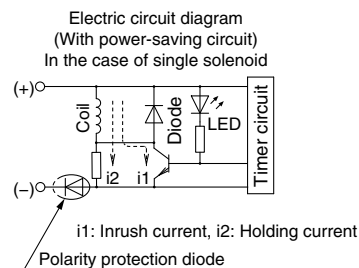 Electric circuit diagram
(With power-saving circuit)
In the case of single solenoid
(+)
Coil
Diode
LED
Timer circuit
i2
i1
(−)
i1: Inrush current, i2: Holding current
Polarity protection diode